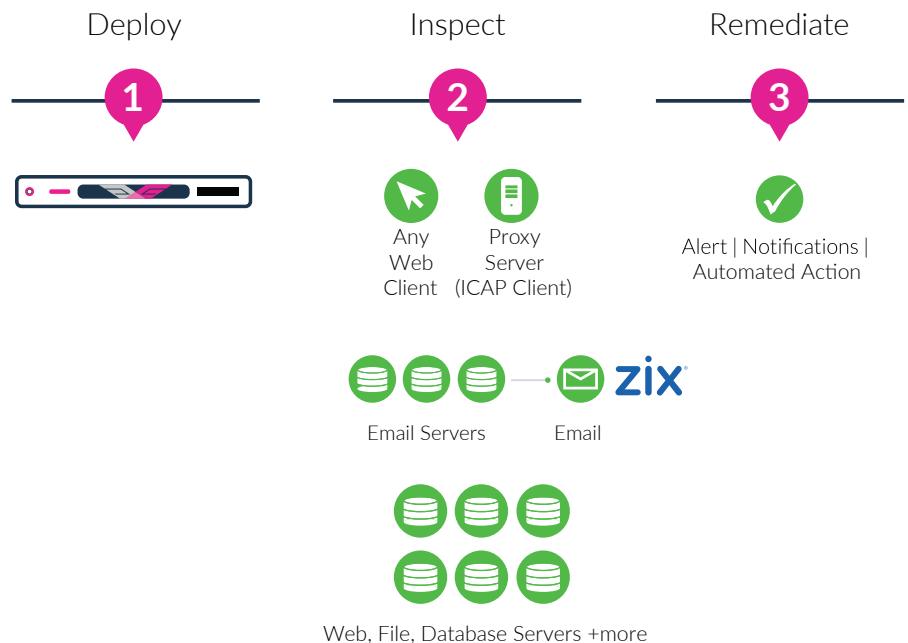 Deploy
Inspect
Remediate
1
2
3
Any
Web
Client
Proxy
Server
(ICAP Client)
Alert | Notifications |
Automated Action
zix
Email Servers
Email
Web, File, Database Servers +more